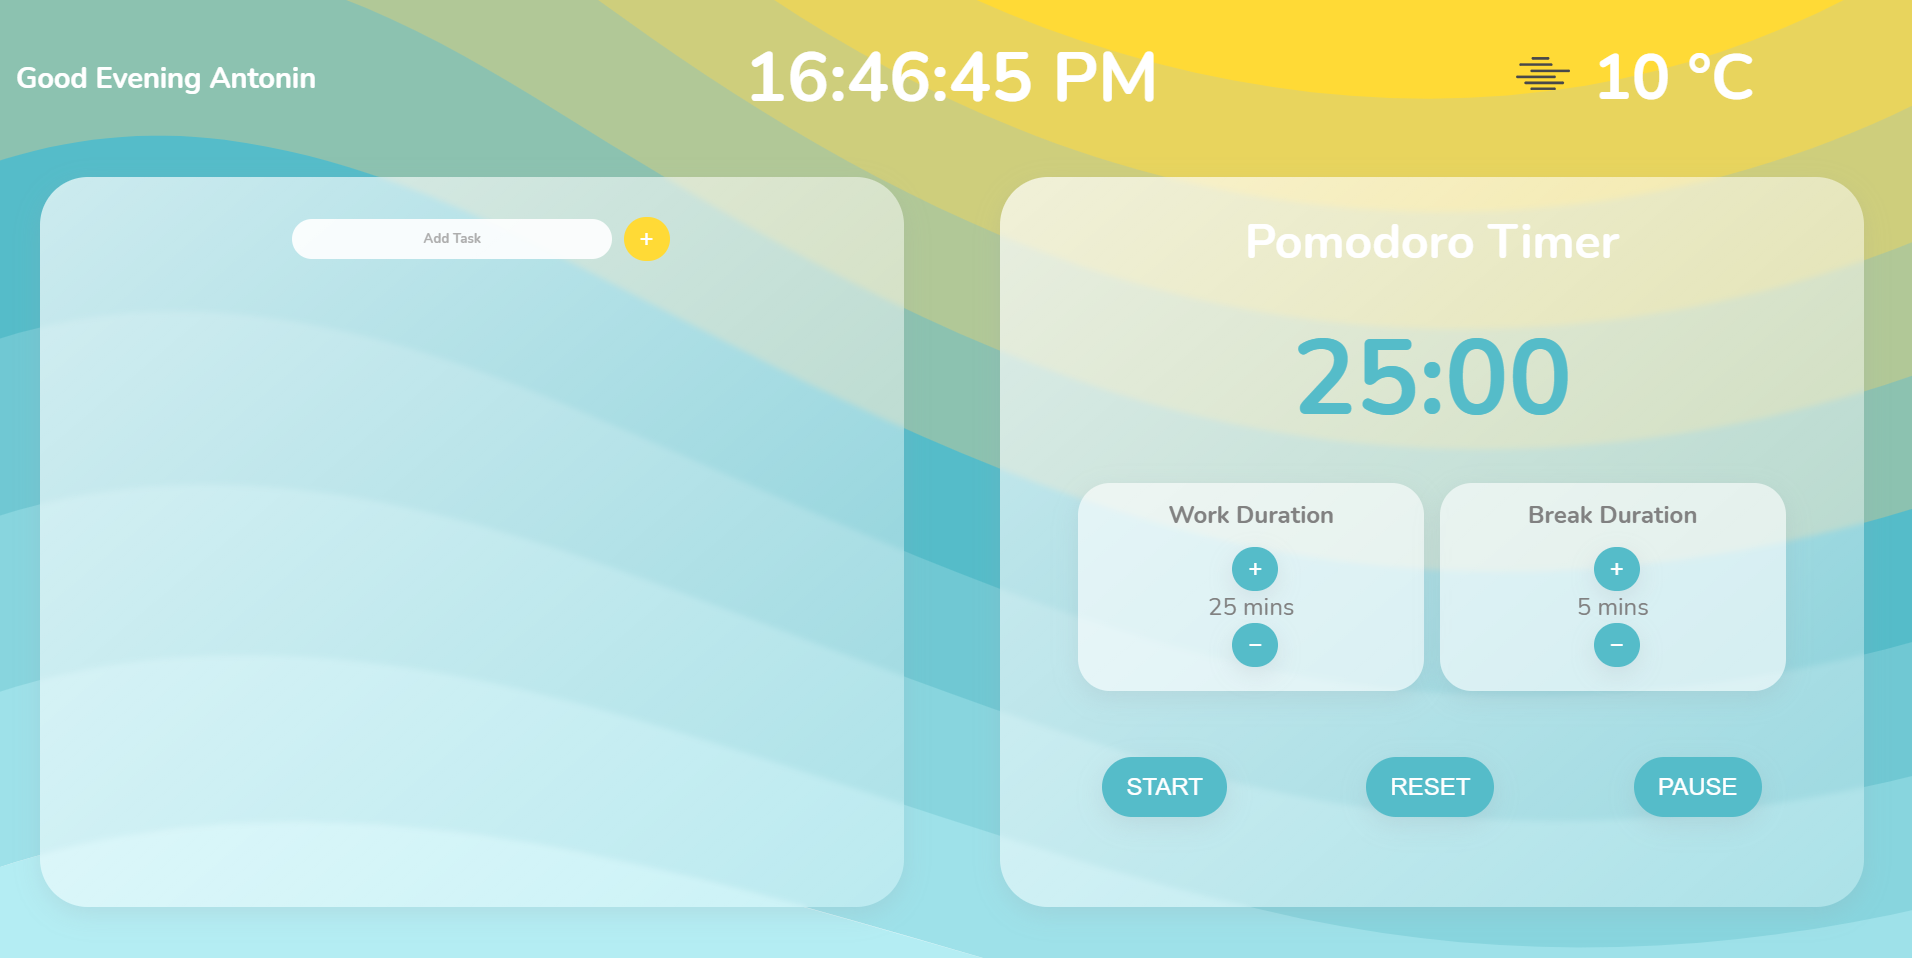 Good Evening Antonin
16:46:45 PM
10 °C
Add Task
+
Pomodoro Timer
25:00
Work Duration
+
25 mins
−
Break Duration
+
5 mins
−
START
RESET
PAUSE